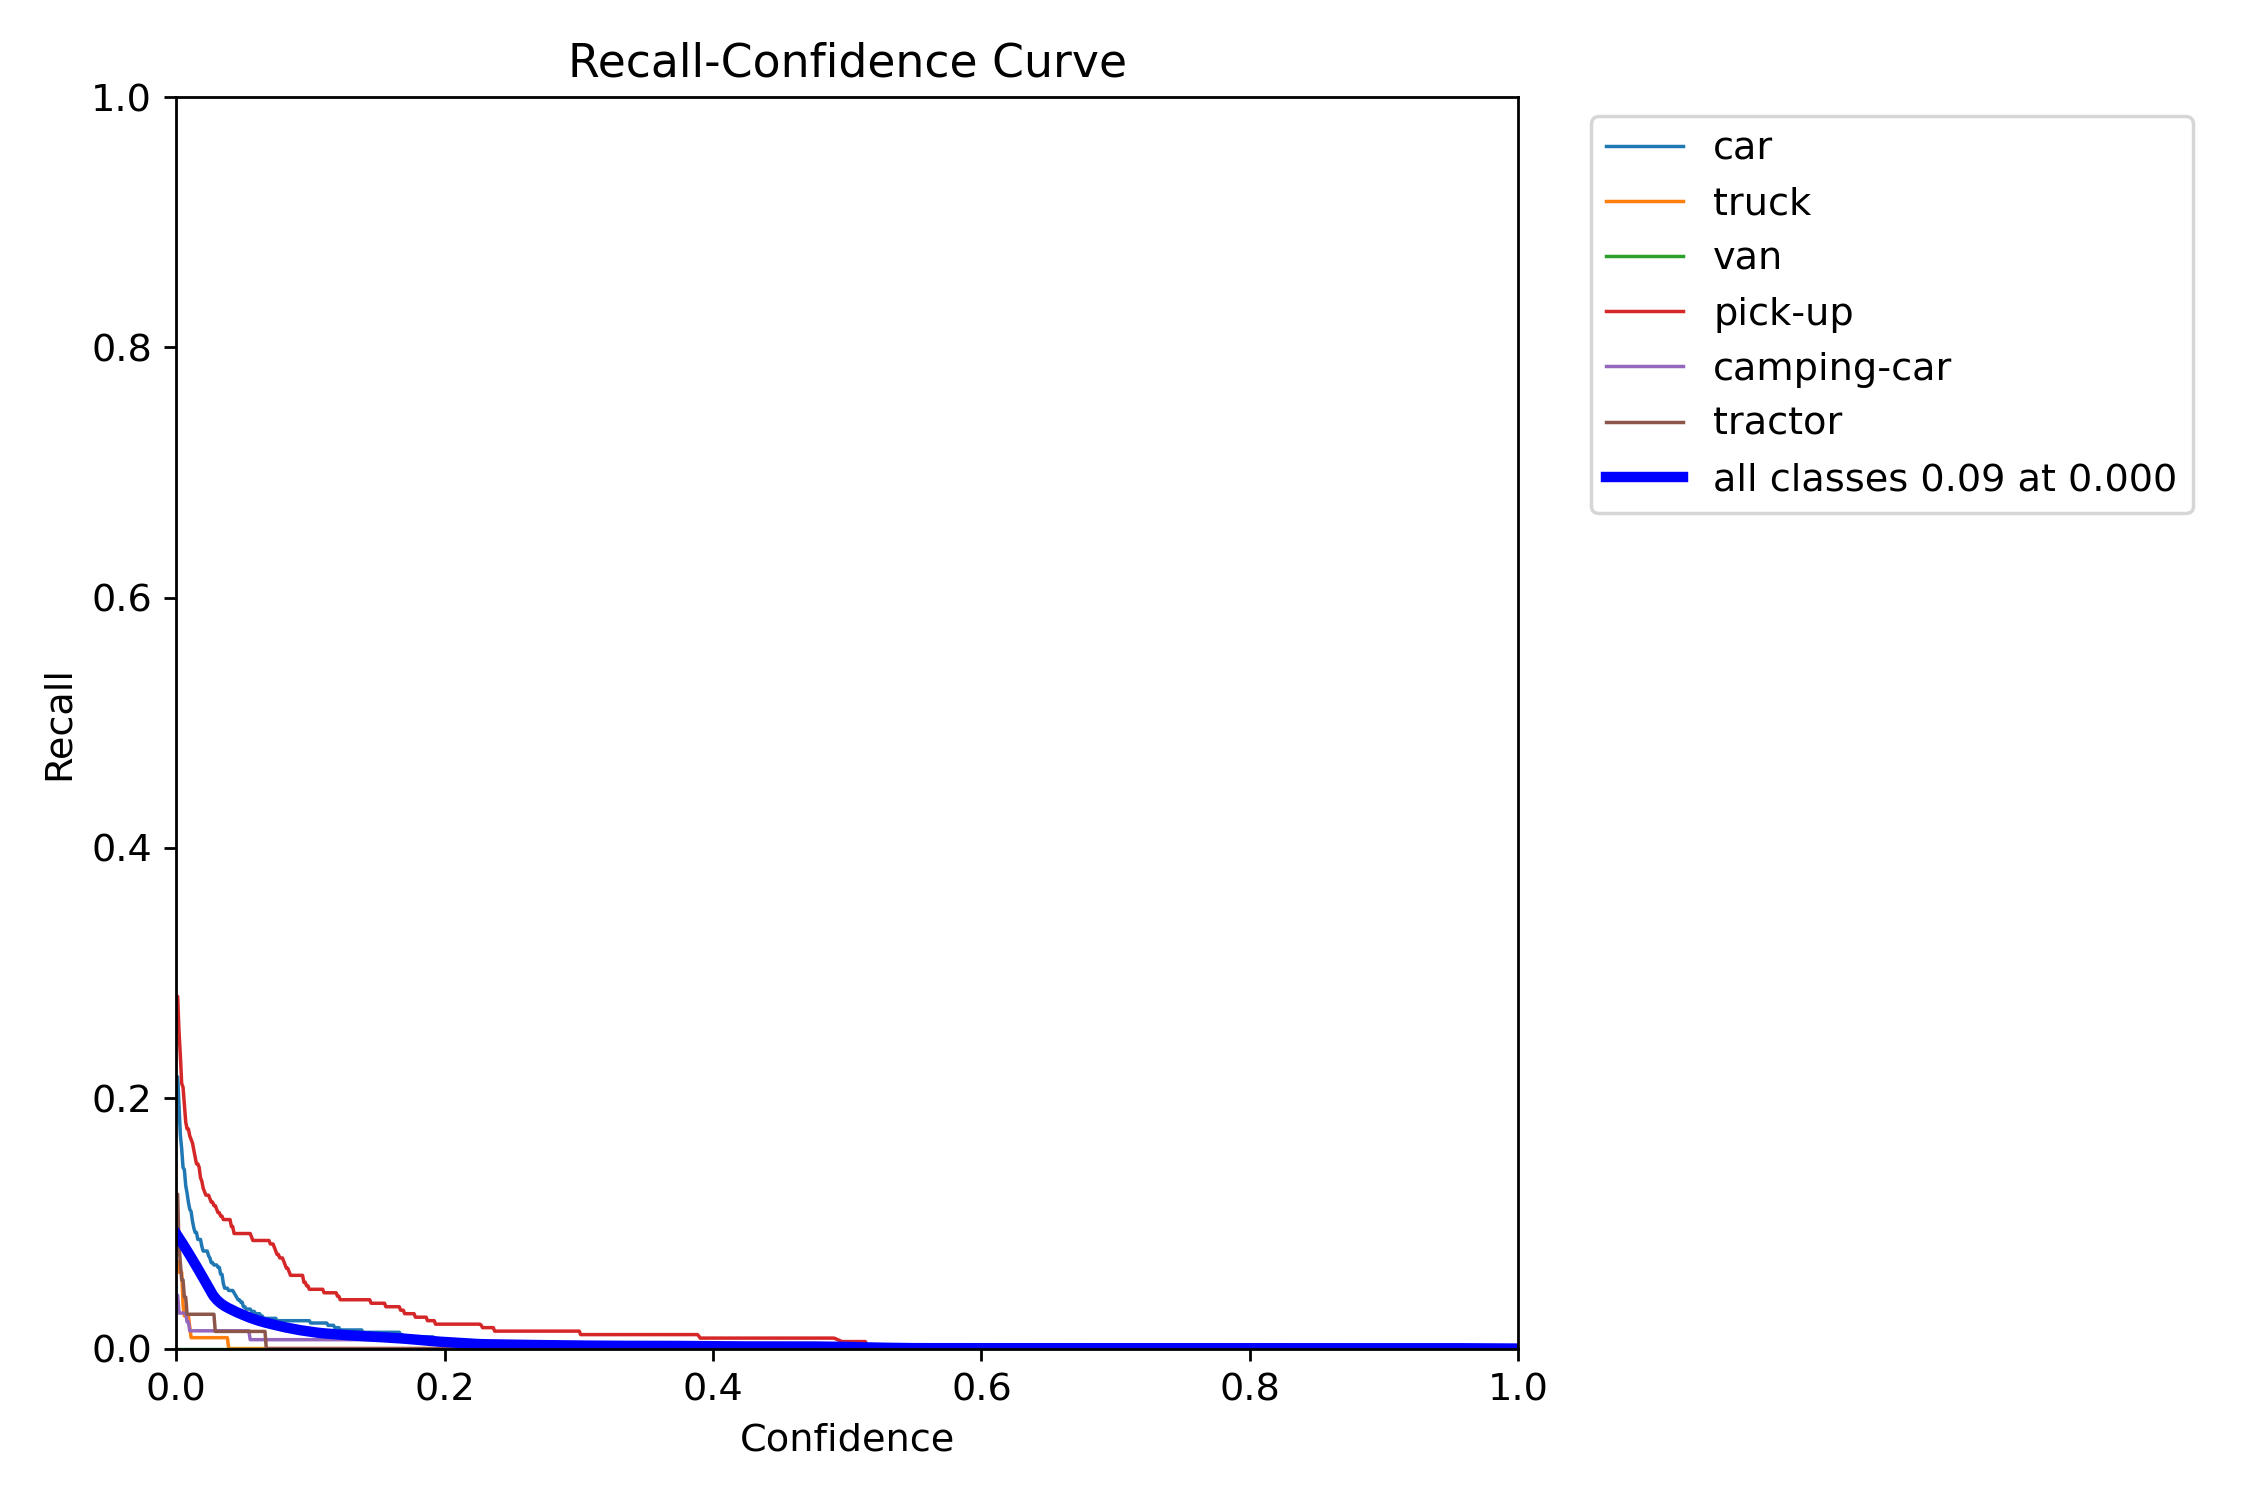 Recall-Confidence Curve
1.0
0.8
0.6
0.4
0.2
0.0
Recall
0.0 0.2 0.4 0.6 0.8 1.0
Confidence
car
truck
van
pick-up
camping-car
tractor
all classes 0.09 at 0.000